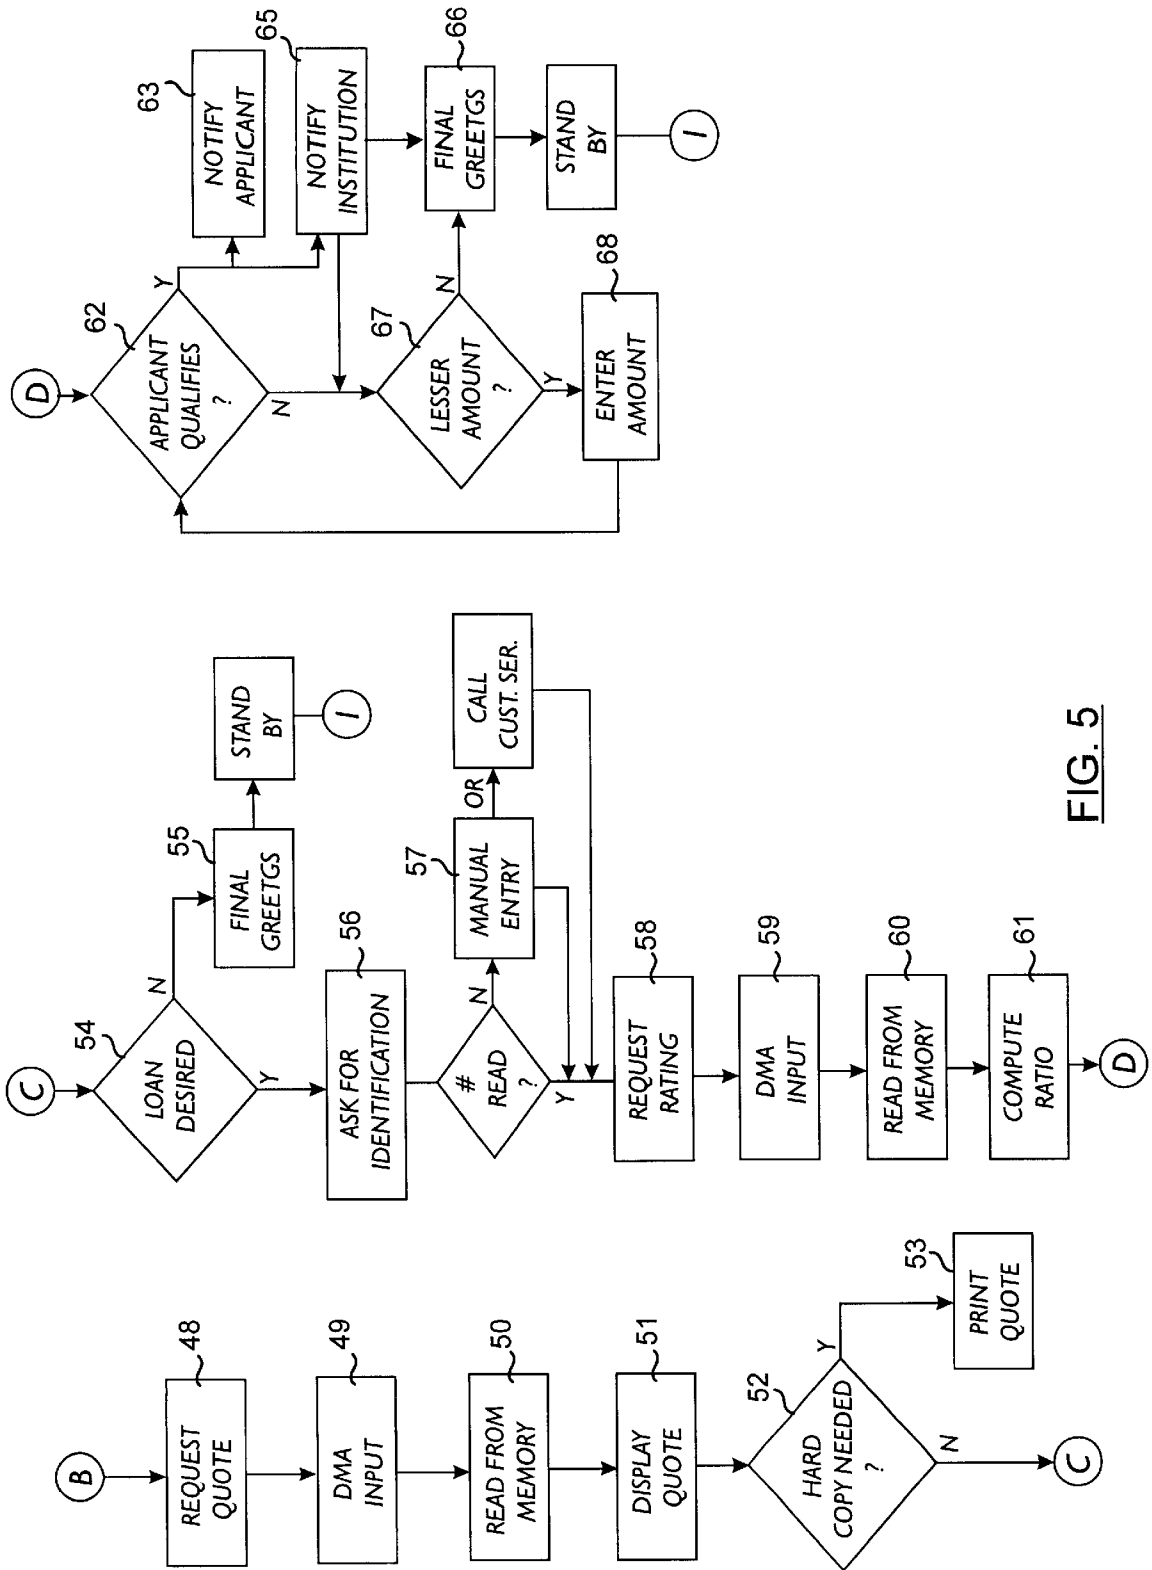 B
48
REQUEST
QUOTE
49
DMA
INPUT
50
READ FROM
MEMORY
51
DISPLAY
QUOTE
52
HARD
COPY NEEDED
?
Y
53
PRINT
QUOTE
N
C
C
54
LOAN
DESIRED
N
55
FINAL
GREETGS
STAND
BY
I
Y
56
ASK FOR
IDENTIFICATION
#
READ
?
N
57
MANUAL
ENTRY
OR
CALL
CUST. SER.
Y
58
REQUEST
RATING
59
DMA
INPUT
60
READ FROM
MEMORY
61
COMPUTE
RATIO
D
D
62
APPLICANT
QUALIFIES
?
Y
63
NOTIFY
APPLICANT
65
NOTIFY
INSTITUTION
N
67
LESSER
AMOUNT
?
N
66
FINAL
GREETGS
STAND
BY
I
Y
68
ENTER
AMOUNT
FIG. 5